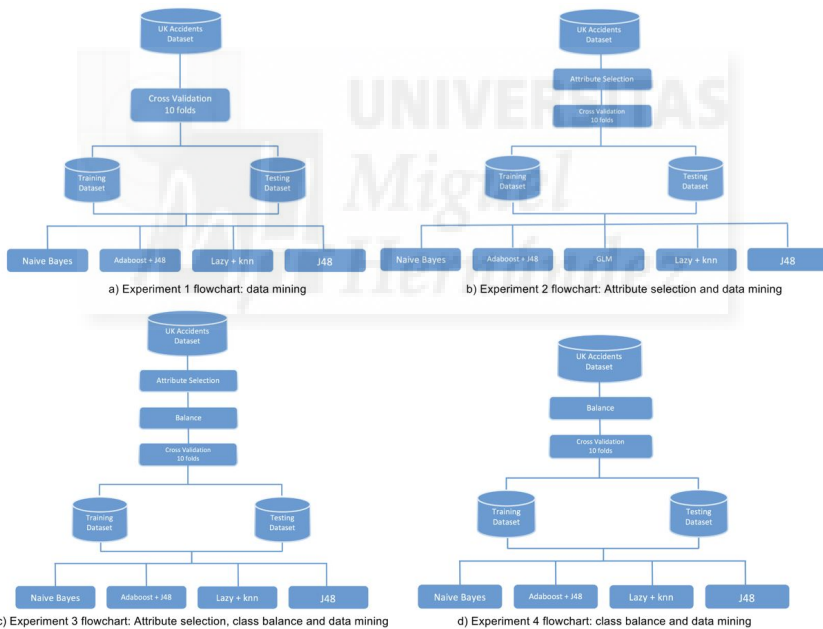 UK Accidents
Dataset
Cross Validation
10 folds
Training
Dataset
Testing
Dataset
Naive Bayes
Adaboost + J48
Lazy + knn
J48
a) Experiment 1 flowchart: data mining
UK Accidents
Dataset
Attribute Selection
Cross Validation
10 folds
Training
Dataset
Testing
Dataset
Naive Bayes
Adaboost + J48
GLM
Lazy + knn
J48
b) Experiment 2 flowchart: Attribute selection and data mining
UNIVERSITAS
Miguel
Hernández
UK Accidents
Dataset
Attribute Selection
Balance
Cross Validation
10 folds
Training
Dataset
Testing
Dataset
Naive Bayes
Adaboost + J48
Lazy + knn
J48
c) Experiment 3 flowchart: Attribute selection, class balance and data mining
UK Accidents
Dataset
Balance
Cross Validation
10 folds
Training
Dataset
Testing
Dataset
Naive Bayes
Adaboost + J48
Lazy + knn
J48
d) Experiment 4 flowchart: class balance and data mining